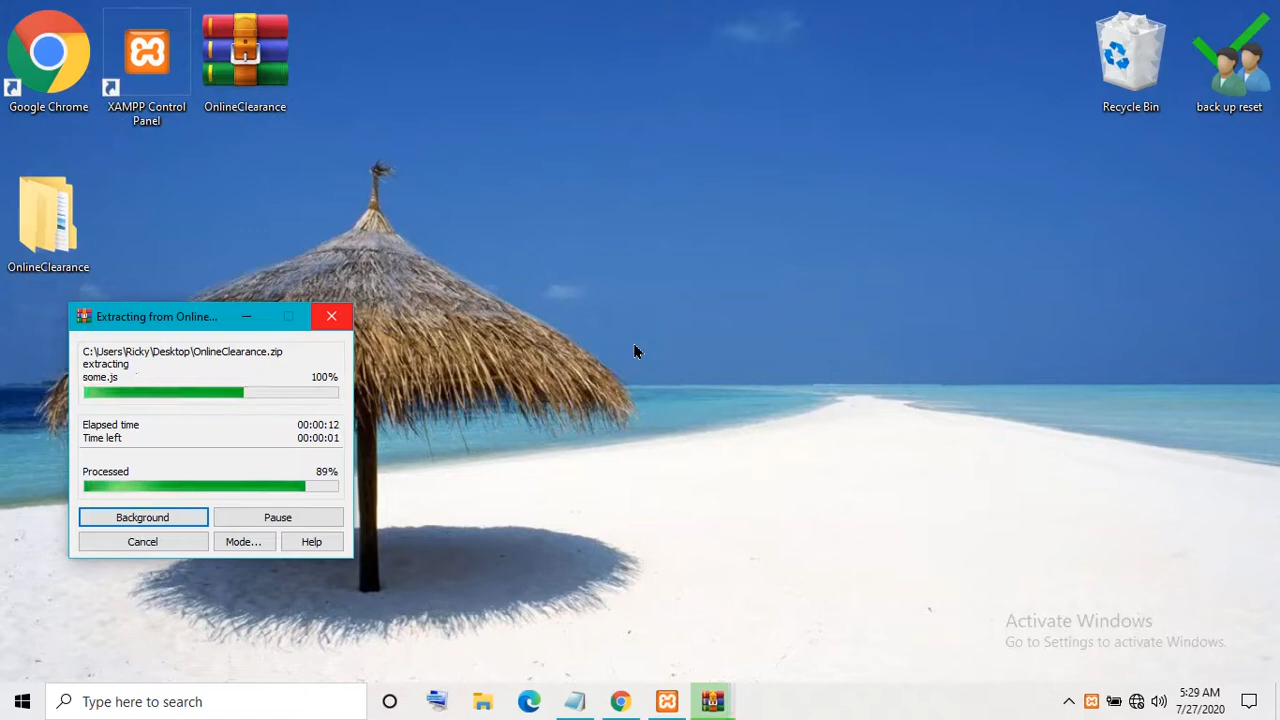 Google Chrome
XAMPP Control
Panel
OnlineClearance
Recycle Bin
back up reset
OnlineClearance
Extracting from Online...
C:\Users\Ricky\Desktop\OnlineClearance.zip
extracting
some.js 100%
Elapsed time 00:00:12
Time left 00:00:01
Processed 89%
Background Pause
Cancel Mode... Help
Activate Windows
Go to Settings to activate Windows.
Type here to search
5:29 AM
7/27/2020